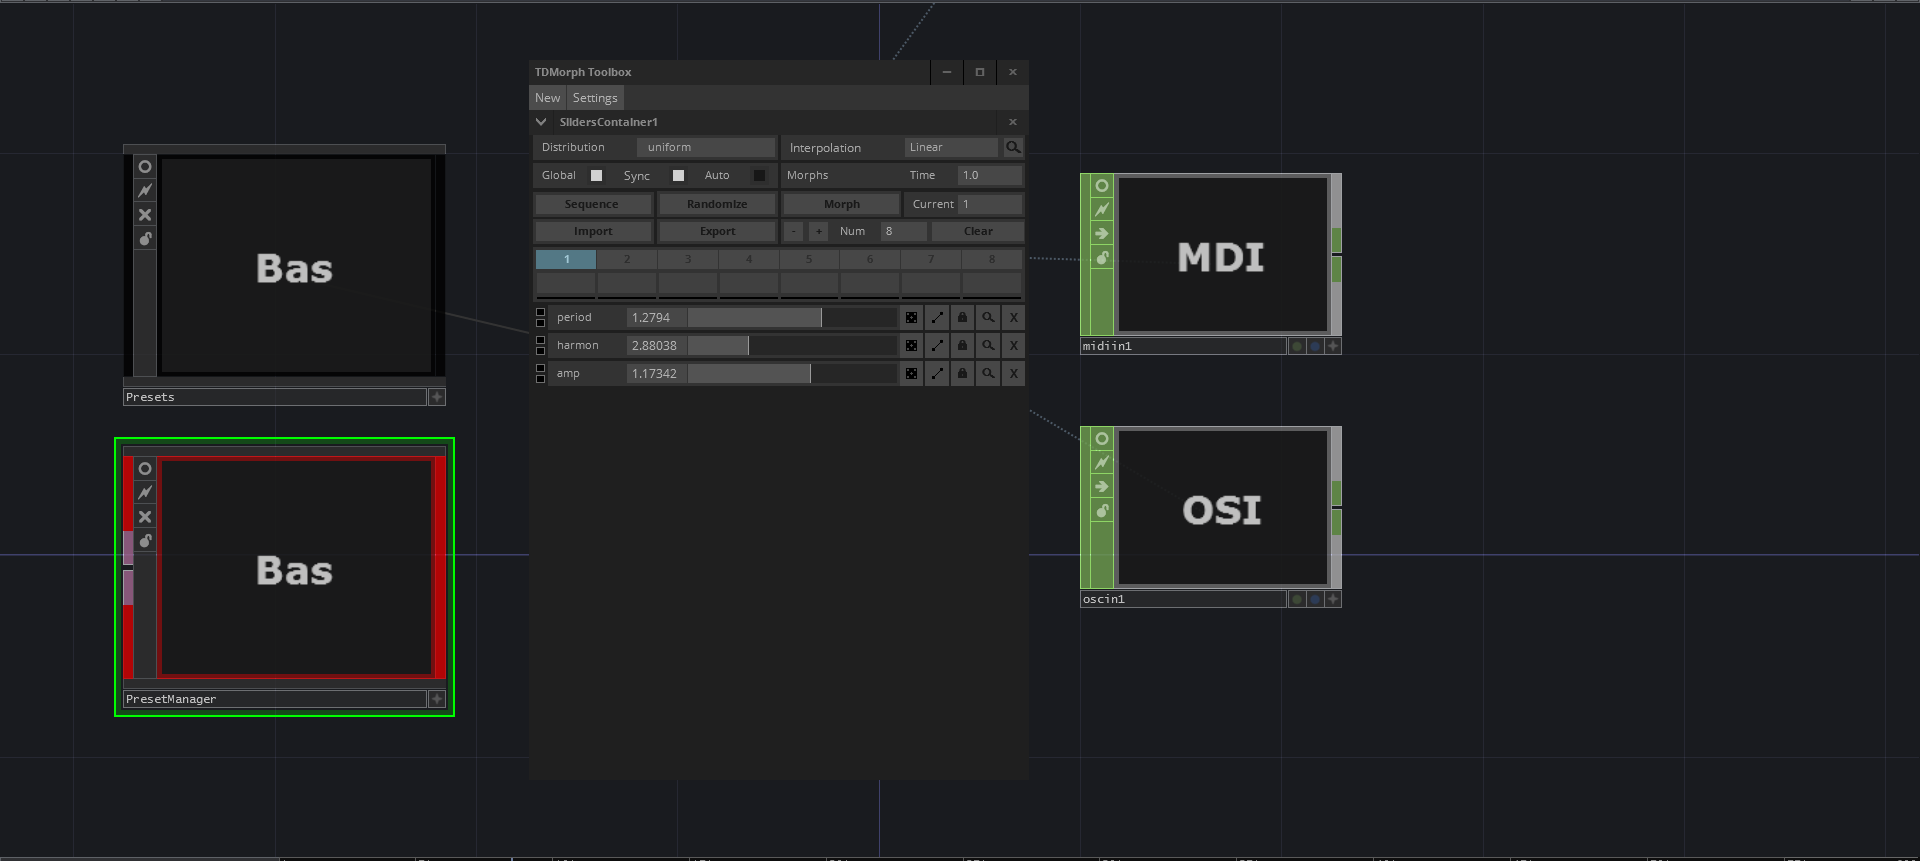 TDMorph Toolbox
New Settings
SlidersContainer1
Distribution uniform Interpolation Linear
Global Sync Auto Morphs Time 1.0
Sequence Randomize Morph Current 1
Import Export - + Num 8 Clear
1 2 3 4 5 6 7 8
period 1.2794 X
harmon 2.88038 X
amp 1.17342 X
Bas
Presets
Bas
PresetManager
MDI
midiin1
OSI
oscin1